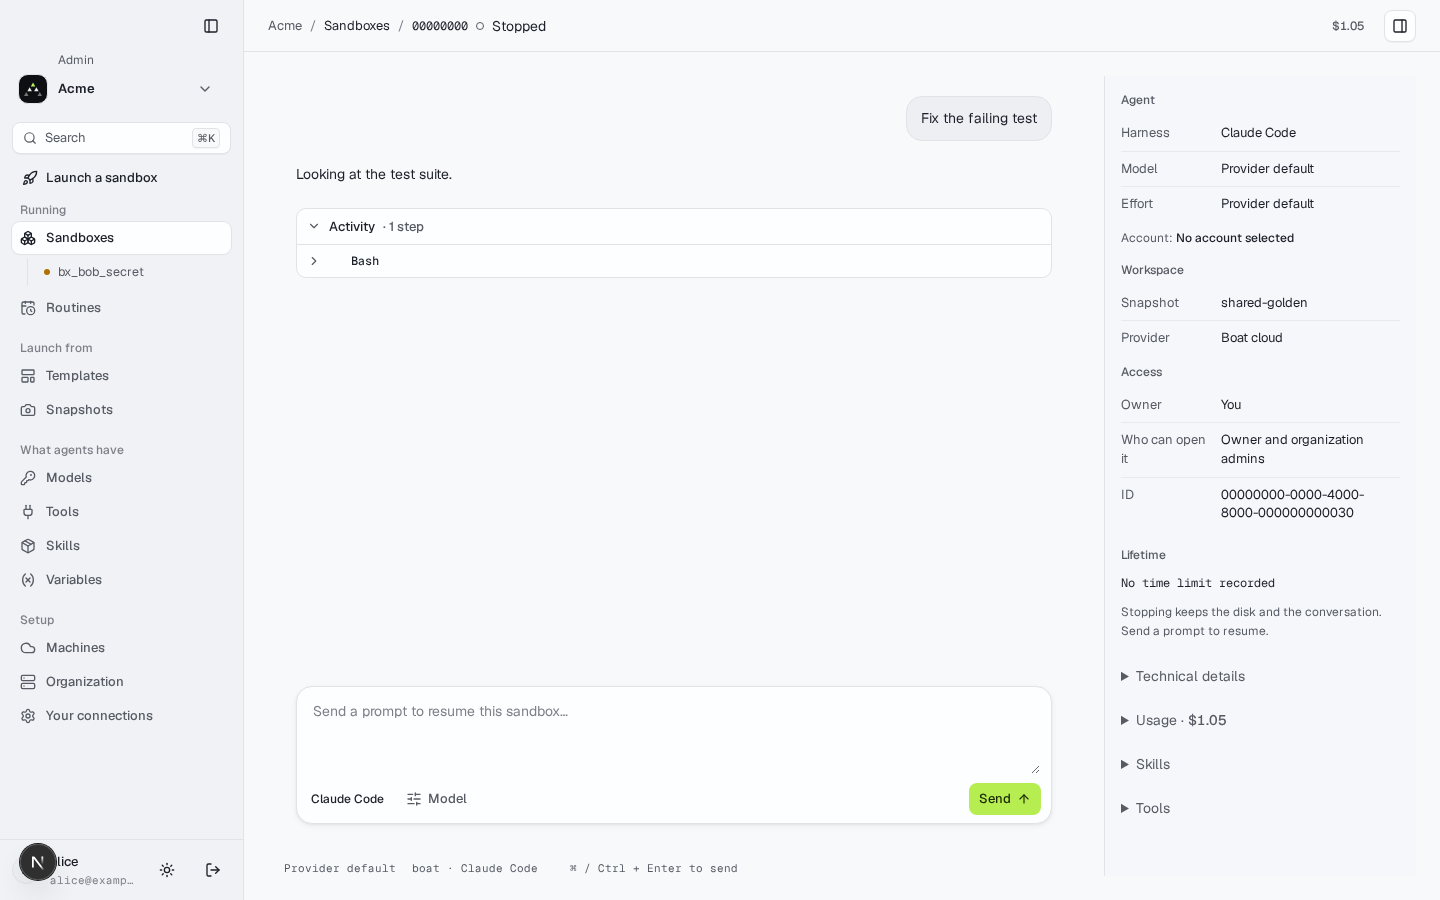 Acme / Sandboxes / 00000000 Stopped
$1.05
Admin
Acme
Search ⌘K
Launch a sandbox
Running
Sandboxes
bx_bob_secret
Routines
Launch from
Templates
Snapshots
What agents have
Models
Tools
Skills
Variables
Setup
Machines
Organization
Your connections
N
lice
alice@examp…
Fix the failing test
Looking at the test suite.
Activity · 1 step
Bash
Send a prompt to resume this sandbox…
Claude Code Model Send
Provider default boat · Claude Code ⌘ / Ctrl + Enter to send
Agent
Harness Claude Code
Model Provider default
Effort Provider default
Account: No account selected
Workspace
Snapshot shared-golden
Provider Boat cloud
Access
Owner You
Who can open it Owner and organization admins
ID 00000000-0000-4000-8000-000000000030
Lifetime
No time limit recorded
Stopping keeps the disk and the conversation.
Send a prompt to resume.
Technical details
Usage · $1.05
Skills
Tools